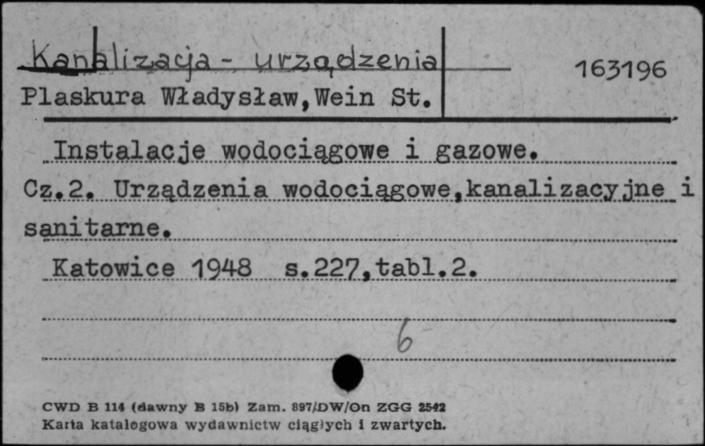 Kanalizacja - urządzenia
163196
Plaskura Władysław,Wein St.
Instalacje wodociągowe i gazowe.
Cz.2. Urządzenia wodociągowe,kanalizacyjne i
sanitarne.
Katowice 1948 s.227,tabl.2.
6
CWD B 114 (dawny B 15b) Zam. 897/DW/On ZGG 2542
Karta katalogowa wydawnictw ciągłych i zwartych.